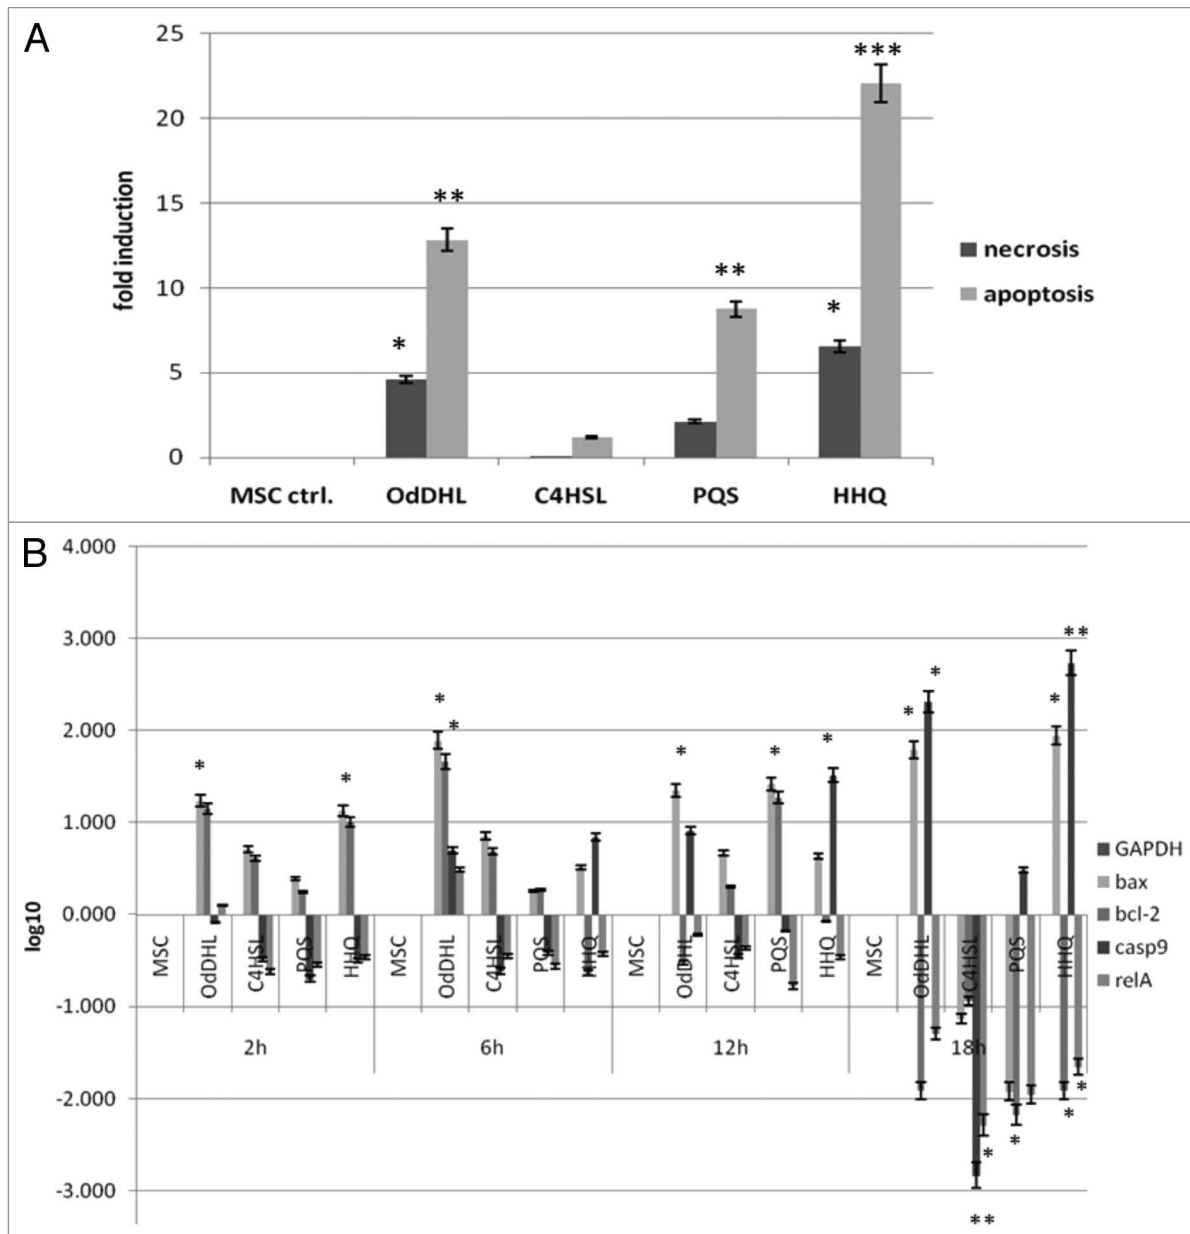 A
25
20
15
10
5
0
fold induction
***
**
*
**
*
necrosis
apoptosis
MSC ctrl. OdDHL C4HSL PQS HHQ
B
4.000
3.000
2.000
1.000
0.000
-1.000
-2.000
-3.000
log10
* * * * * * * * * * * **
MSC OdDHL C4HSL PQS HHQ MSC OdDHL C4HSL PQS HHQ MSC OdDHL C4HSL PQS HHQ MSC OdDHL C4HSL PQS HHQ
2h 6h 12h 18h
* ** * * *
GAPDH
bax
bcl-2
casp9
relA